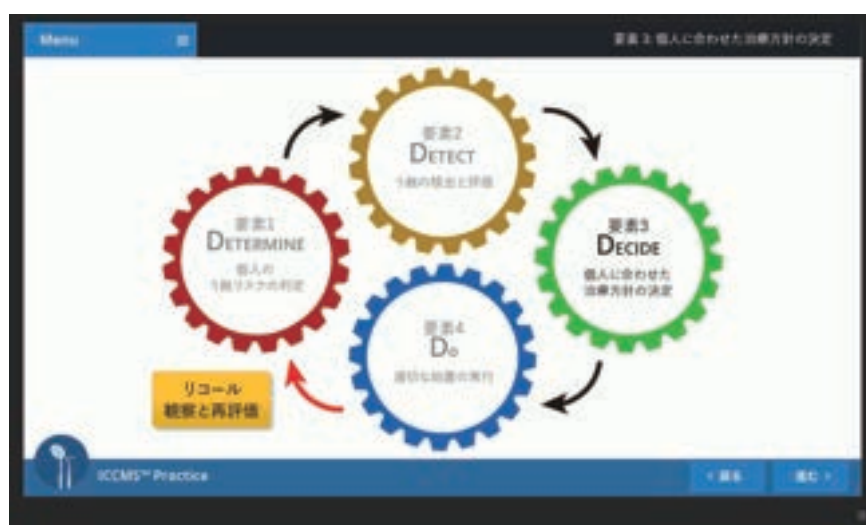 Menu
要素 3: 個人に合わせた治療方針の決定
要素2
DETECT
う蝕の検出と評価
要素1
DETERMINE
個人の
う蝕リスクの判定
要素3
DECIDE
個人に合わせた
治療方針の決定
要素4
Do
適切な処置の実行
リコール
観察と再評価
ICCMS™ Practice
< 戻る
進む >